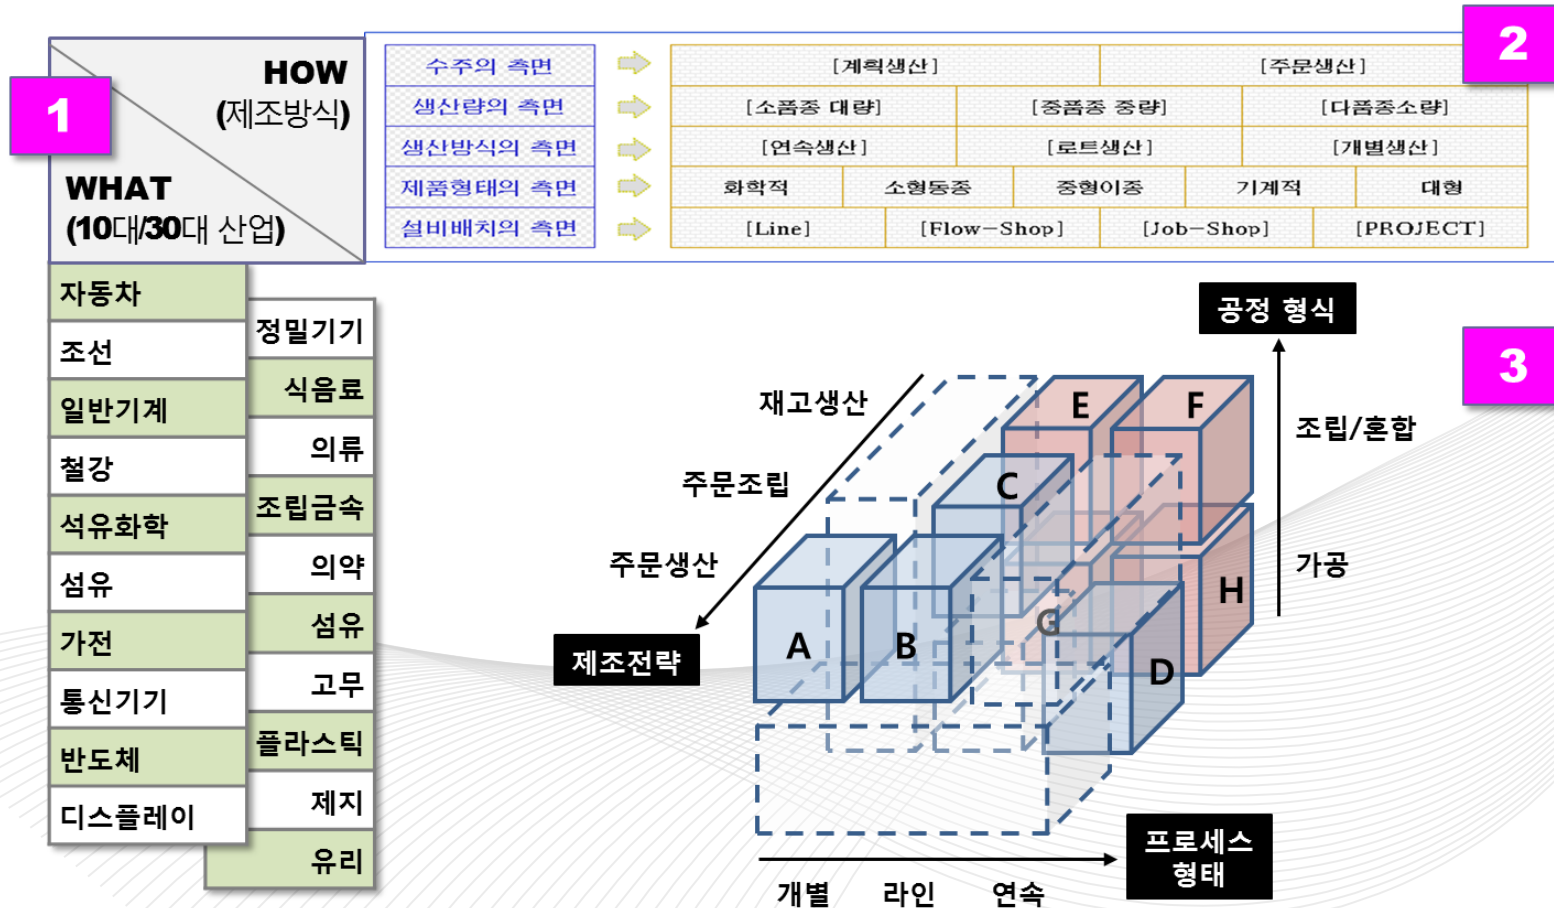 1
HOW
(제조방식)
WHAT
(10대/30대 산업)
2
수주의 측면 [계획생산] [주문생산]
생산량의 측면 [소품종 대량] [중품종 중량] [다품종소량]
생산방식의 측면 [연속생산] [로트생산] [개별생산]
제품형태의 측면 화학적 소형동종 중형이종 기계적 대형
설비배치의 측면 [Line] [Flow-Shop] [Job-Shop] [PROJECT]
자동차
조선
일반기계
철강
석유화학
섬유
가전
통신기기
반도체
디스플레이
정밀기기
식음료
의류
조립금속
의약
섬유
고무
플라스틱
제지
유리
3
공정 형식
조립/혼합
가공
재고생산
주문조립
주문생산
제조전략
E
F
C
A
B
G
H
D
프로세스
형태
개별 라인 연속